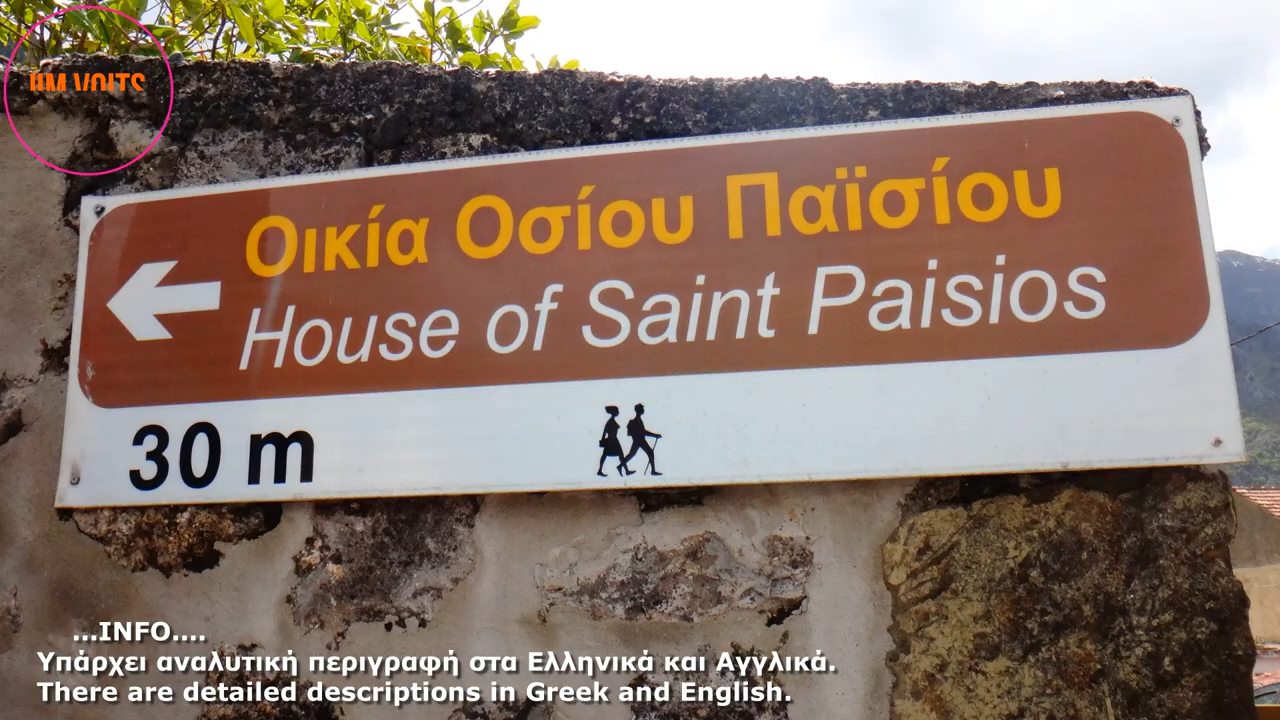 Οικία Οσίου Παϊσίου
House of Saint Paisios
30 m
...INFO....
Υπάρχει αναλυτική περιγραφή στα Ελληνικά και Αγγλικά.
There are detailed descriptions in Greek and English.